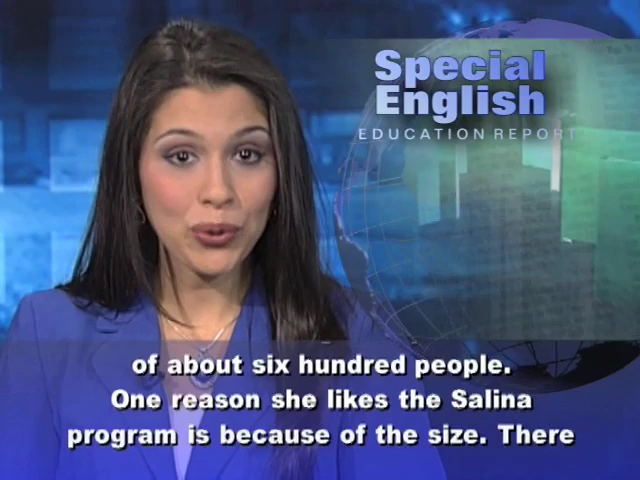 Special
English
EDUCATION REPORT
of about six hundred people.
One reason she likes the Salina
program is because of the size. There